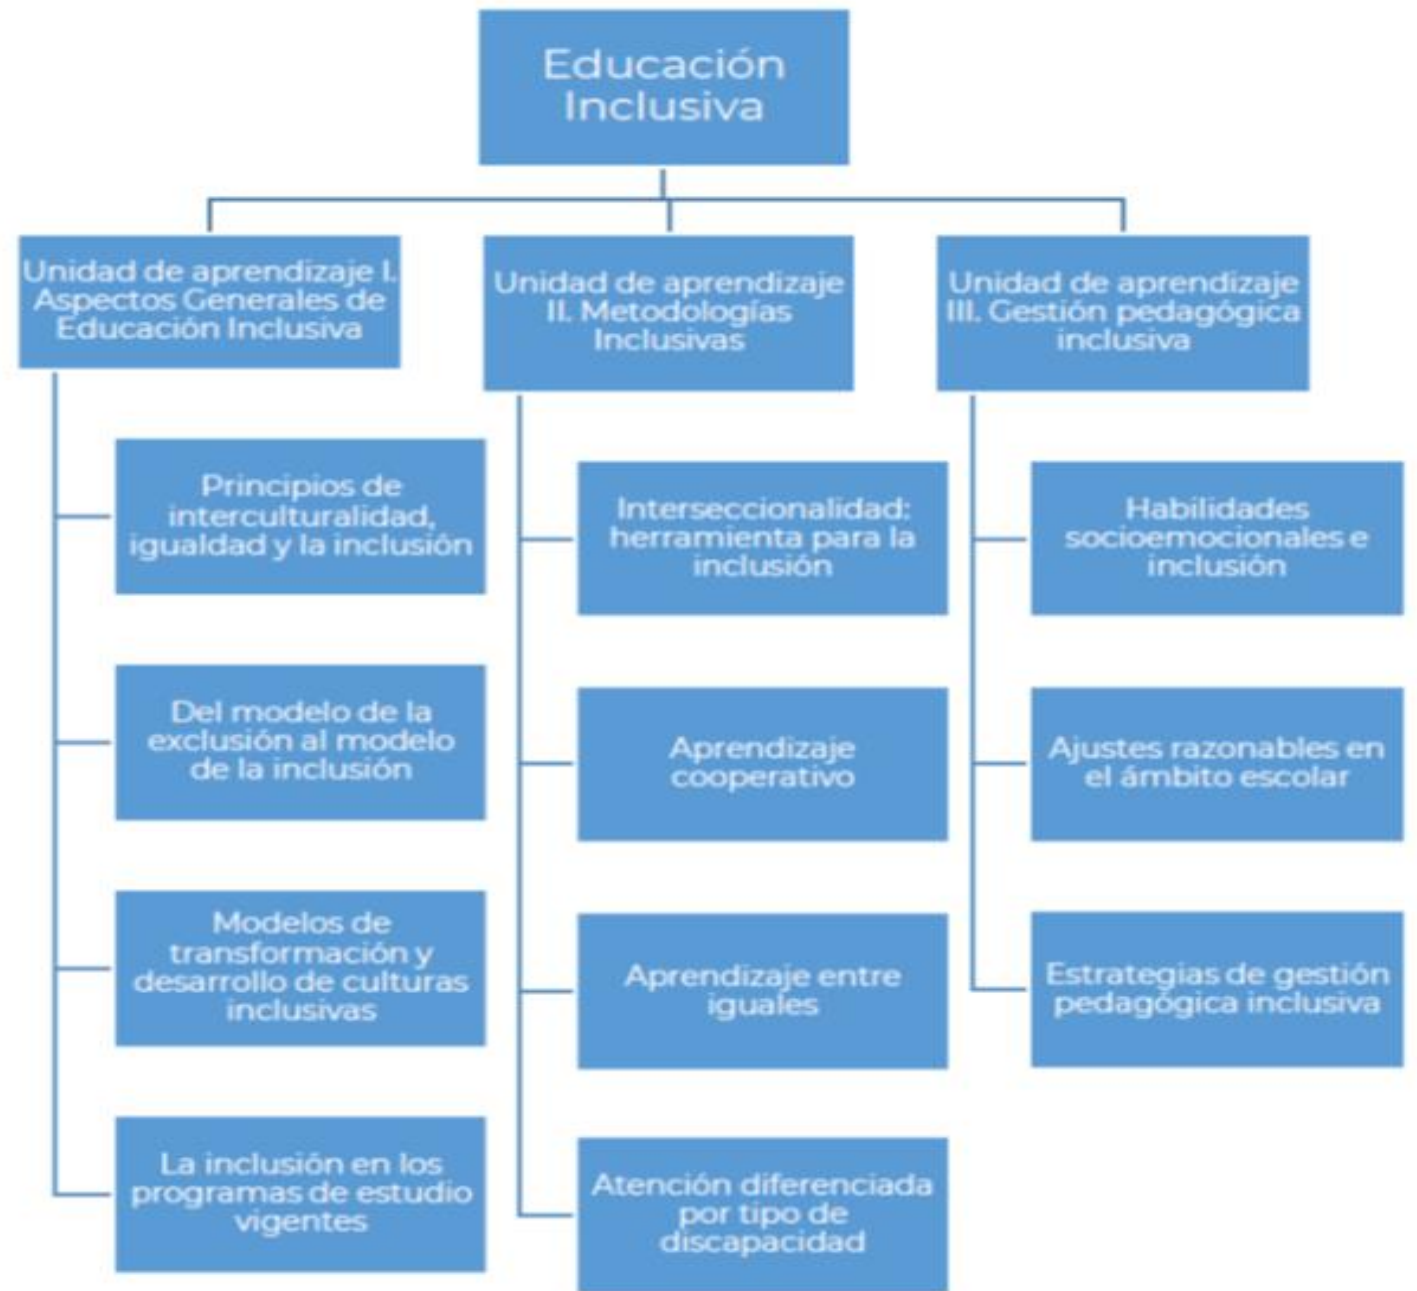 Educación
Inclusiva
Unidad de aprendizaje I.
Aspectos Generales de
Educación Inclusiva
Principios de
interculturalidad,
igualdad y la inclusión
Del modelo de la
exclusión al modelo
de la inclusión
Modelos de
transformación y
desarrollo de culturas
inclusivas
La inclusión en los
programas de estudio
vigentes
Unidad de aprendizaje
II. Metodologías
Inclusivas
Interseccionalidad:
herramienta para la
inclusión
Aprendizaje
cooperativo
Aprendizaje entre
iguales
Atención diferenciada
por tipo de
discapacidad
Unidad de aprendizaje
III. Gestión pedagógica
inclusiva
Habilidades
socioemocionales e
inclusión
Ajustes razonables en
el ámbito escolar
Estrategias de gestión
pedagógica inclusiva